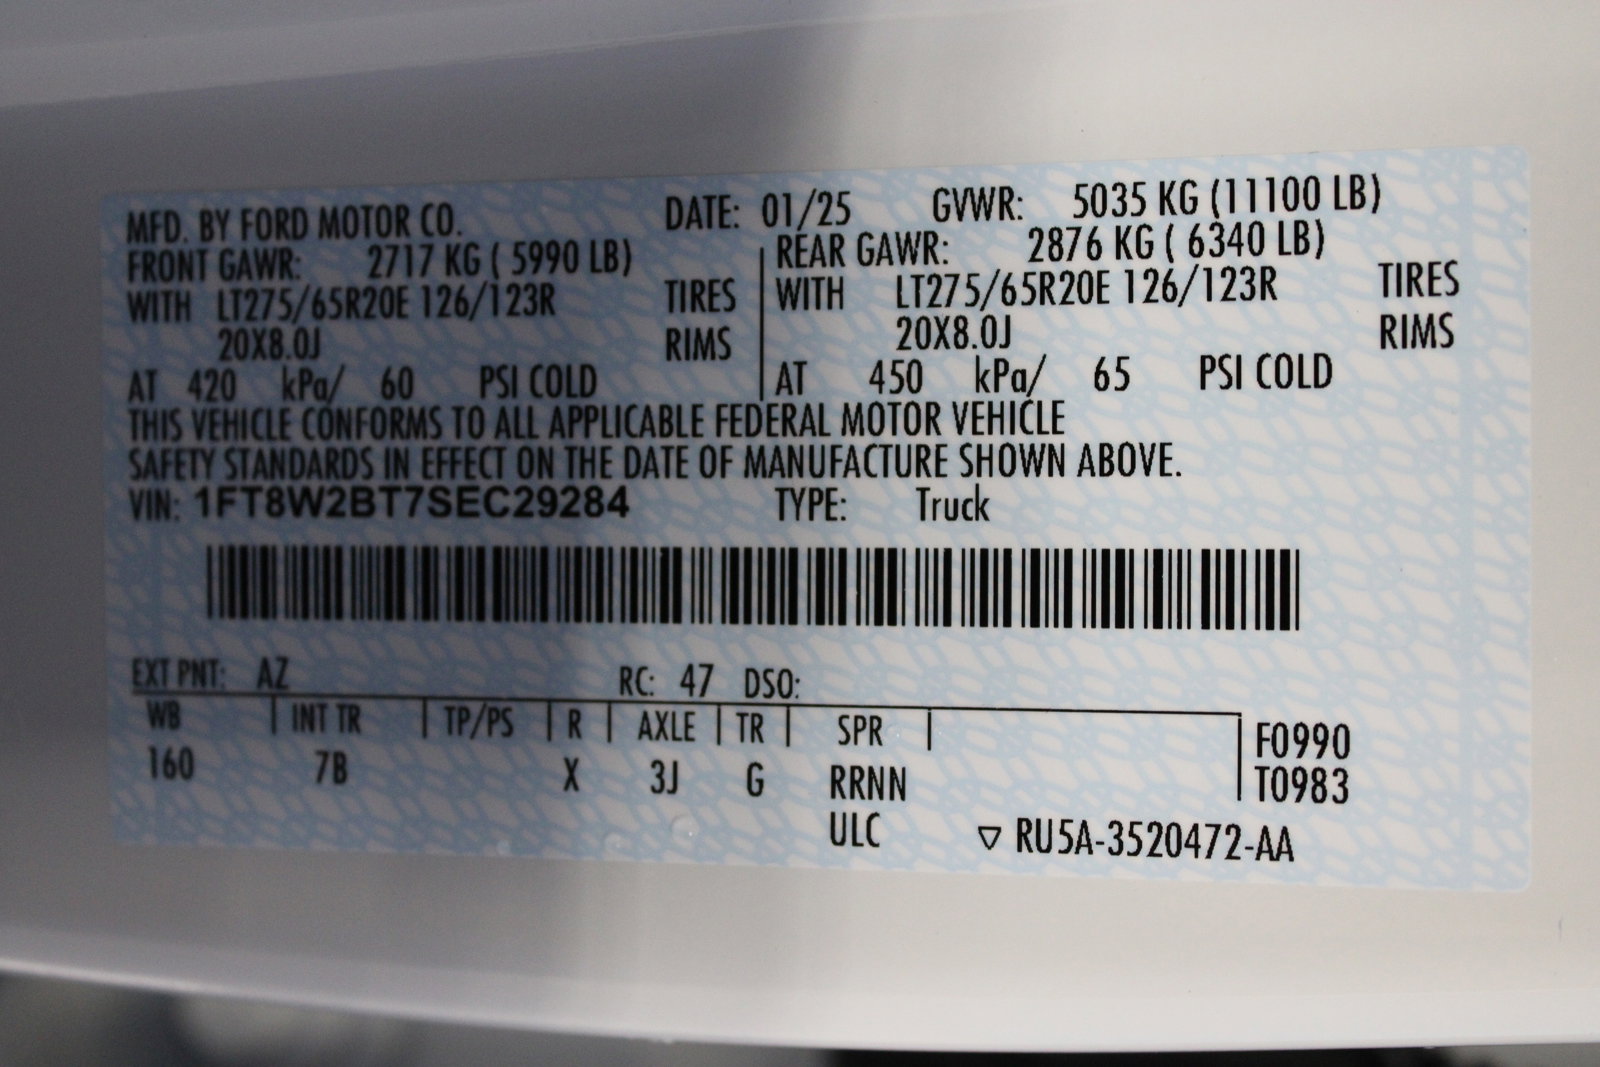 MFD. BY FORD MOTOR CO. DATE: 01/25 GVWR: 5035 KG (11100 LB)
FRONT GAWR: 2717 KG ( 5990 LB) REAR GAWR: 2876 KG ( 6340 LB)
WITH LT275/65R20E 126/123R TIRES WITH LT275/65R20E 126/123R TIRES
20X8.0J RIMS 20X8.0J RIMS
AT 420 kPa/ 60 PSI COLD AT 450 kPa/ 65 PSI COLD
THIS VEHICLE CONFORMS TO ALL APPLICABLE FEDERAL MOTOR VEHICLE
SAFETY STANDARDS IN EFFECT ON THE DATE OF MANUFACTURE SHOWN ABOVE.
VIN: 1FT8W2BT7SEC29284 TYPE: Truck
EXT PNT: AZ RC: 47 DSO:
WB INT TR TP/PS R AXLE TR SPR F0990
160 7B X 3J G RRNN T0983
ULC ▽ RU5A-3520472-AA